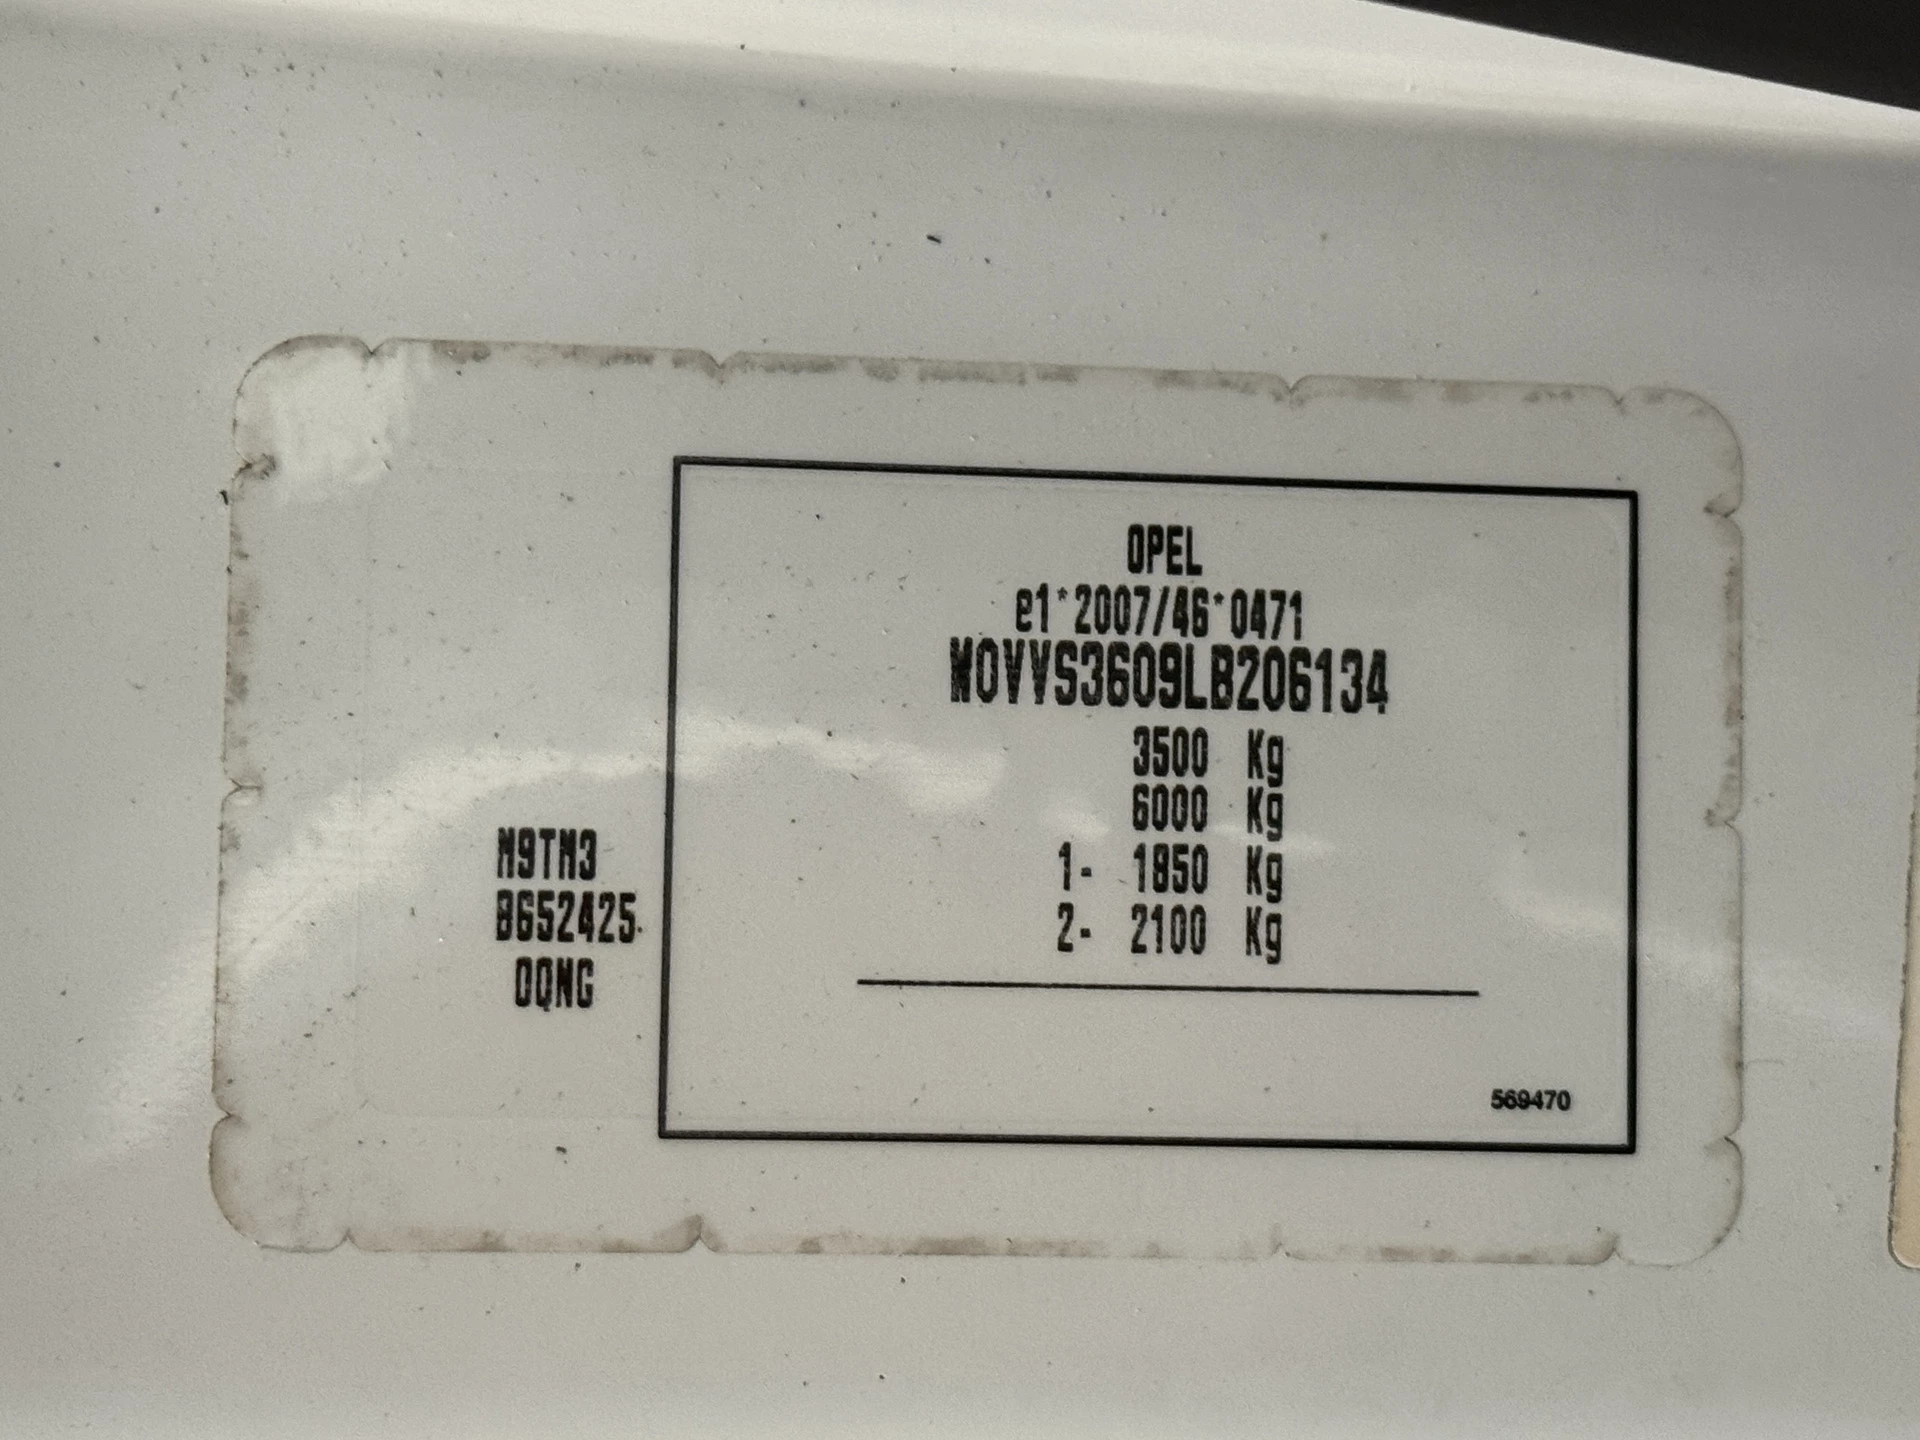 OPEL
e1*2007/46*0471
W0VVS3609LB206134
3500 Kg
6000 Kg
1- 1850 Kg
2- 2100 Kg
M9TM3
B652425
0QNG
569470